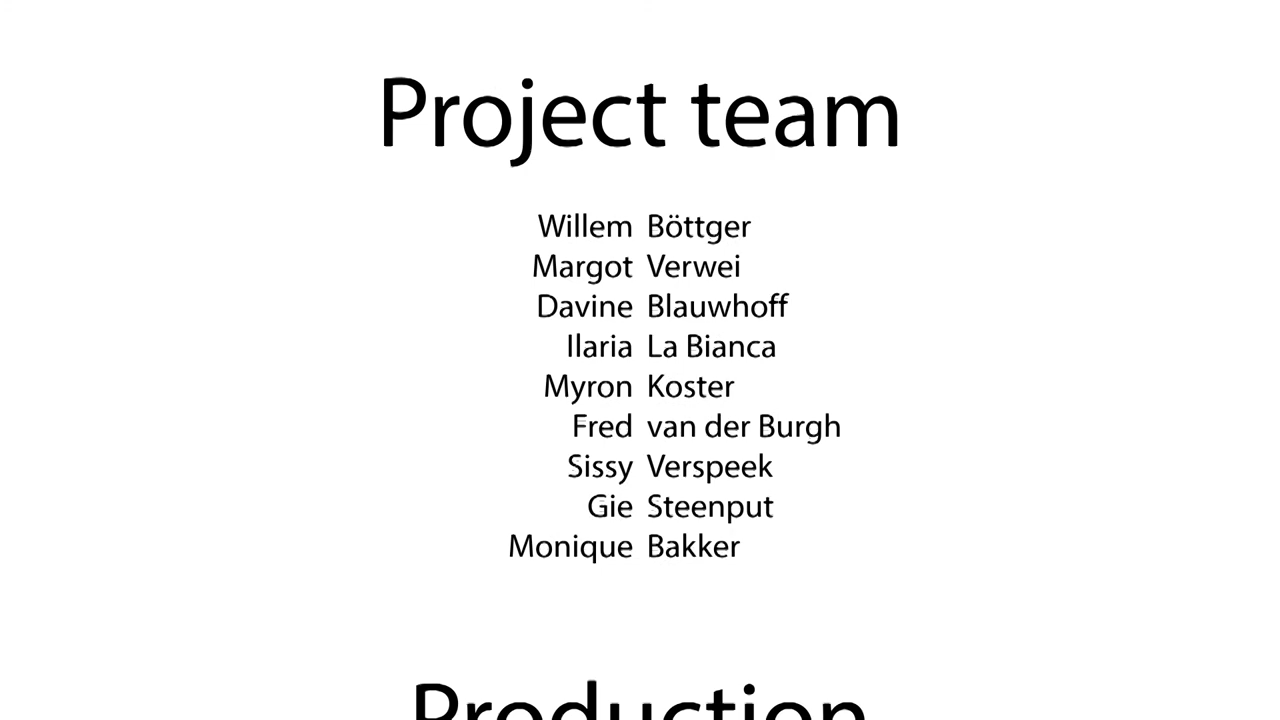 Project team
Willem Böttger
Margot Verwei
Davine Blauwhoff
Ilaria La Bianca
Myron Koster
Fred van der Burgh
Sissy Verspeek
Gie Steenput
Monique Bakker
Production